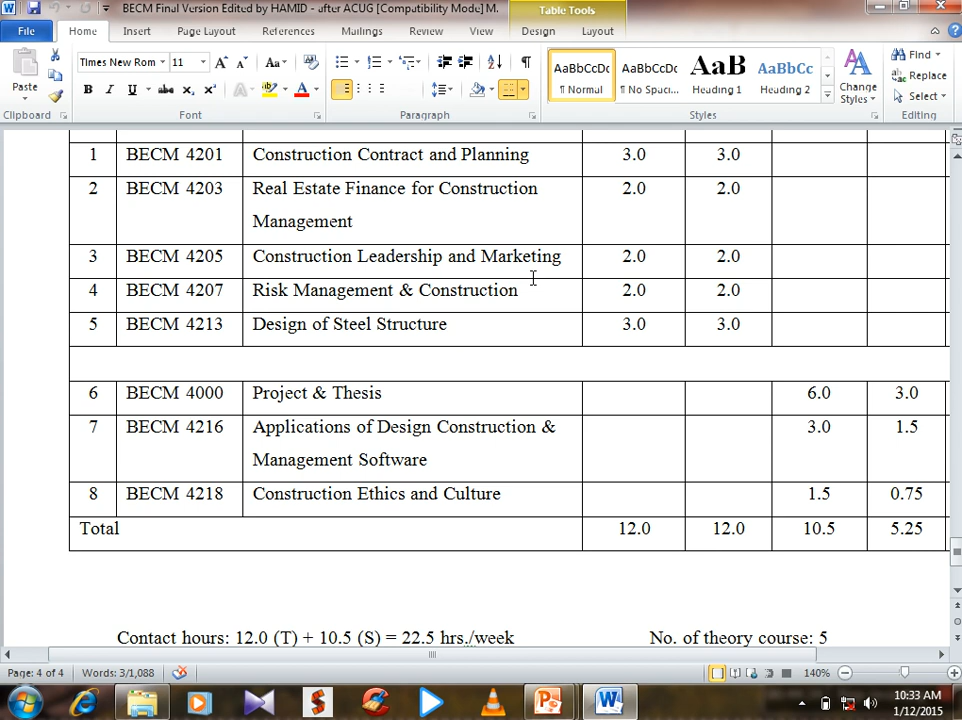 BECM Final Version Edited by HAMID - after ACUG [Compatibility Mode] M.
Table Tools
File Home Insert Page Layout References Mailings Review View Design Layout
Paste
Times New Rom 11
Aa
B I U abc x₂ x² A A
AaBbCcDc AaBbCcDc AaB AaBbCc
¶ Normal ¶ No Spaci... Heading 1 Heading 2
Change Styles
Find
Replace
Select
Clipboard Font Paragraph Styles Editing
1 BECM 4201 Construction Contract and Planning 3.0 3.0
2 BECM 4203 Real Estate Finance for Construction 2.0 2.0
Management
3 BECM 4205 Construction Leadership and Marketing 2.0 2.0
4 BECM 4207 Risk Management & Construction 2.0 2.0
5 BECM 4213 Design of Steel Structure 3.0 3.0
6 BECM 4000 Project & Thesis 6.0 3.0
7 BECM 4216 Applications of Design Construction & 3.0 1.5
Management Software
8 BECM 4218 Construction Ethics and Culture 1.5 0.75
Total 12.0 12.0 10.5 5.25
Contact hours: 12.0 (T) + 10.5 (S) = 22.5 hrs./week No. of theory course: 5
Page: 4 of 4 Words: 3/1,088 140%
10:33 AM
1/12/2015